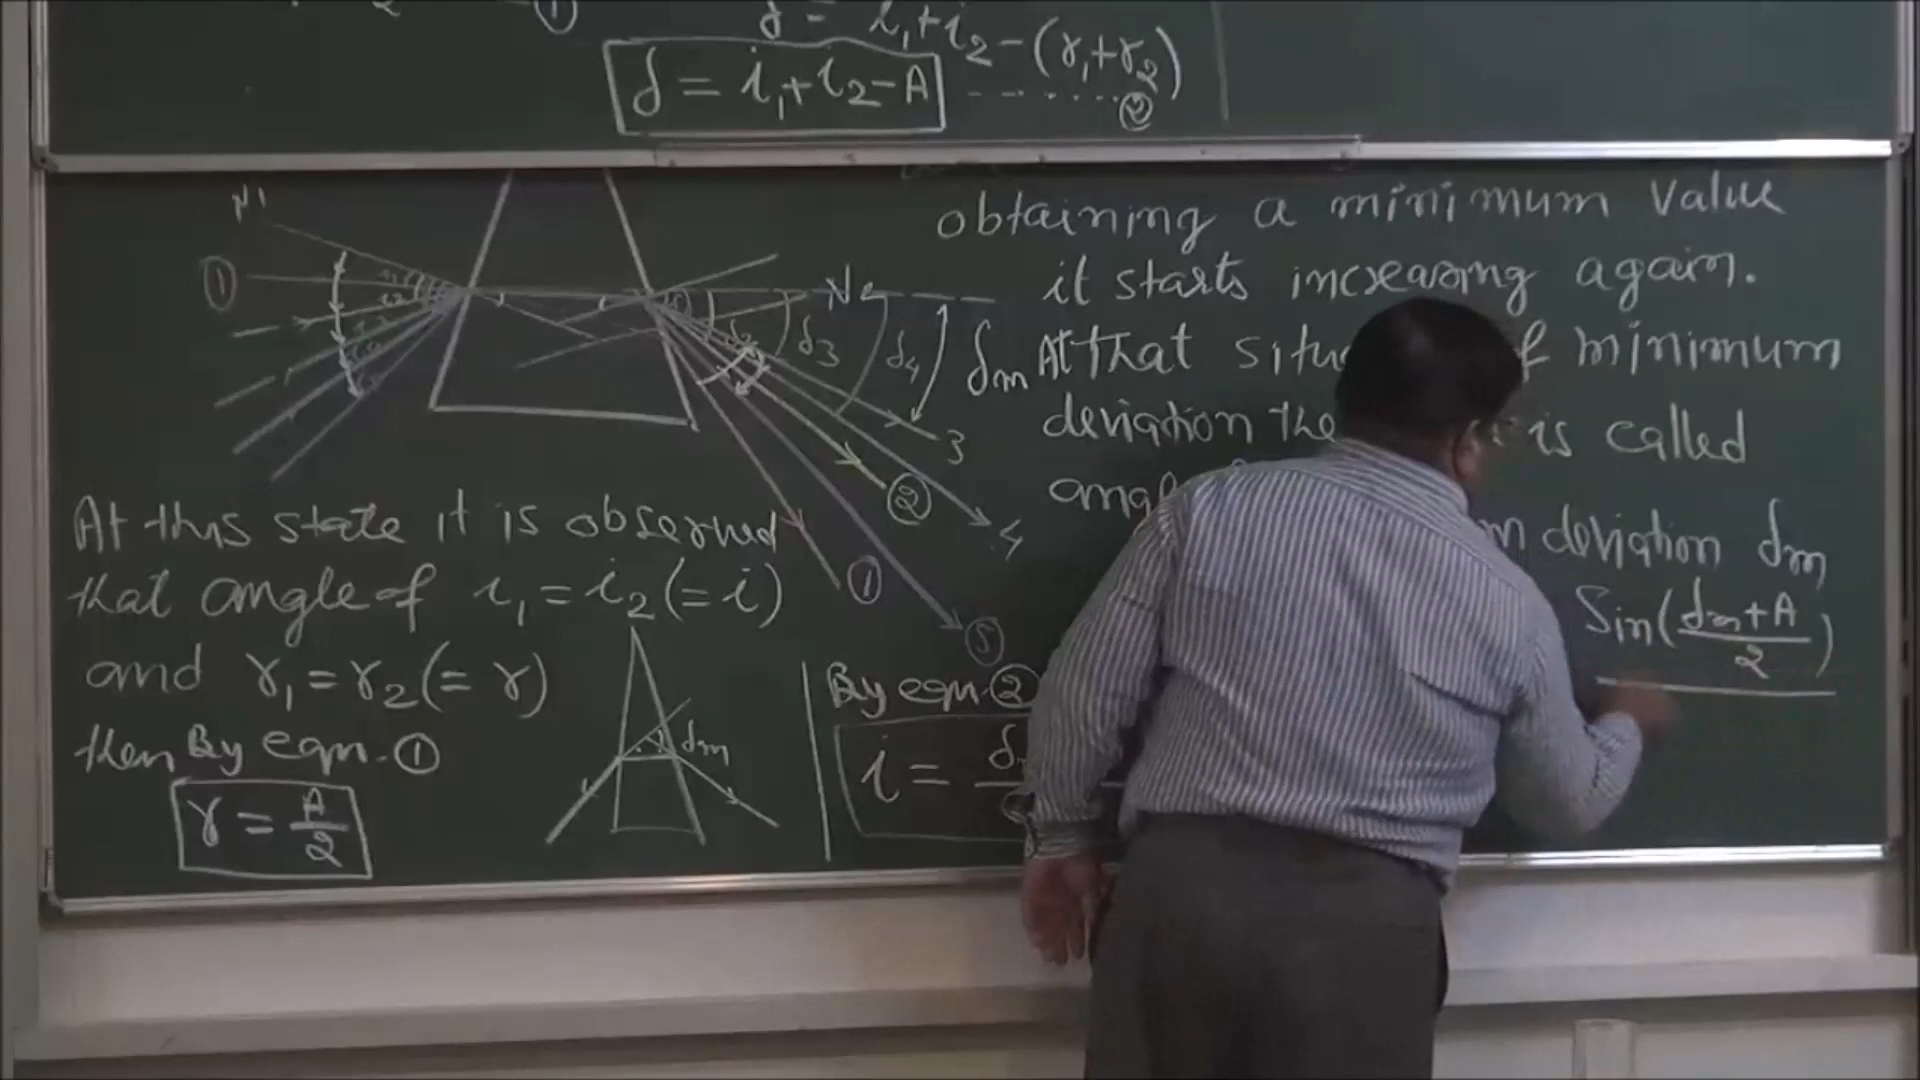 ①
δ = i₁+i₂-(r₁+r₂)
δ = i₁+i₂-A ........②
N1
①
N2
δ3
δ4
δm
3
②
4
①
⑤
At this state it is observed
that angle of i₁ = i₂ (= i)
and r₁ = r₂ (= r)
then By eqn. ①
r = A/2
δm
By eqn. ②
i =
obtaining a minimum value
it starts increasing again.
At that minimum
deviation the is called
deviation δm
Sin(δm+A/2)